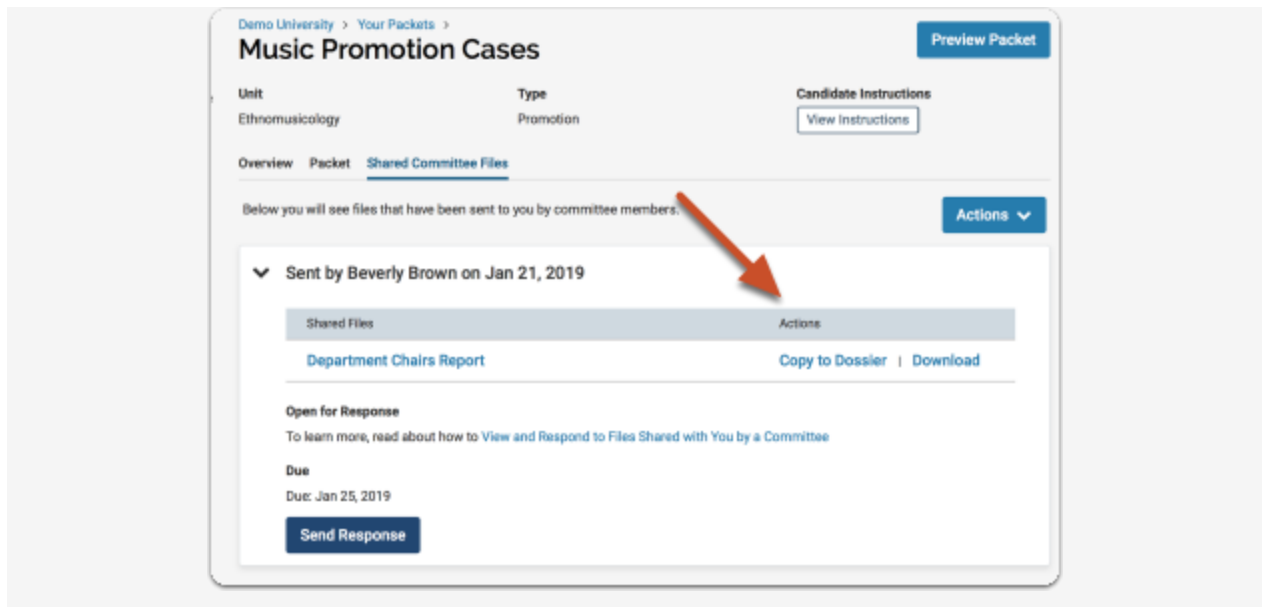 Demo University > Your Packets >
Music Promotion Cases
Preview Packet
Unit Type Candidate Instructions
Ethnomusicology Promotion View Instructions
Overview Packet Shared Committee Files
Below you will see files that have been sent to you by committee members.
Actions
Sent by Beverly Brown on Jan 21, 2019
Shared Files Actions
Department Chairs Report Copy to Dossier | Download
Open for Response
To learn more, read about how to View and Respond to Files Shared with You by a Committee
Due
Due: Jan 25, 2019
Send Response